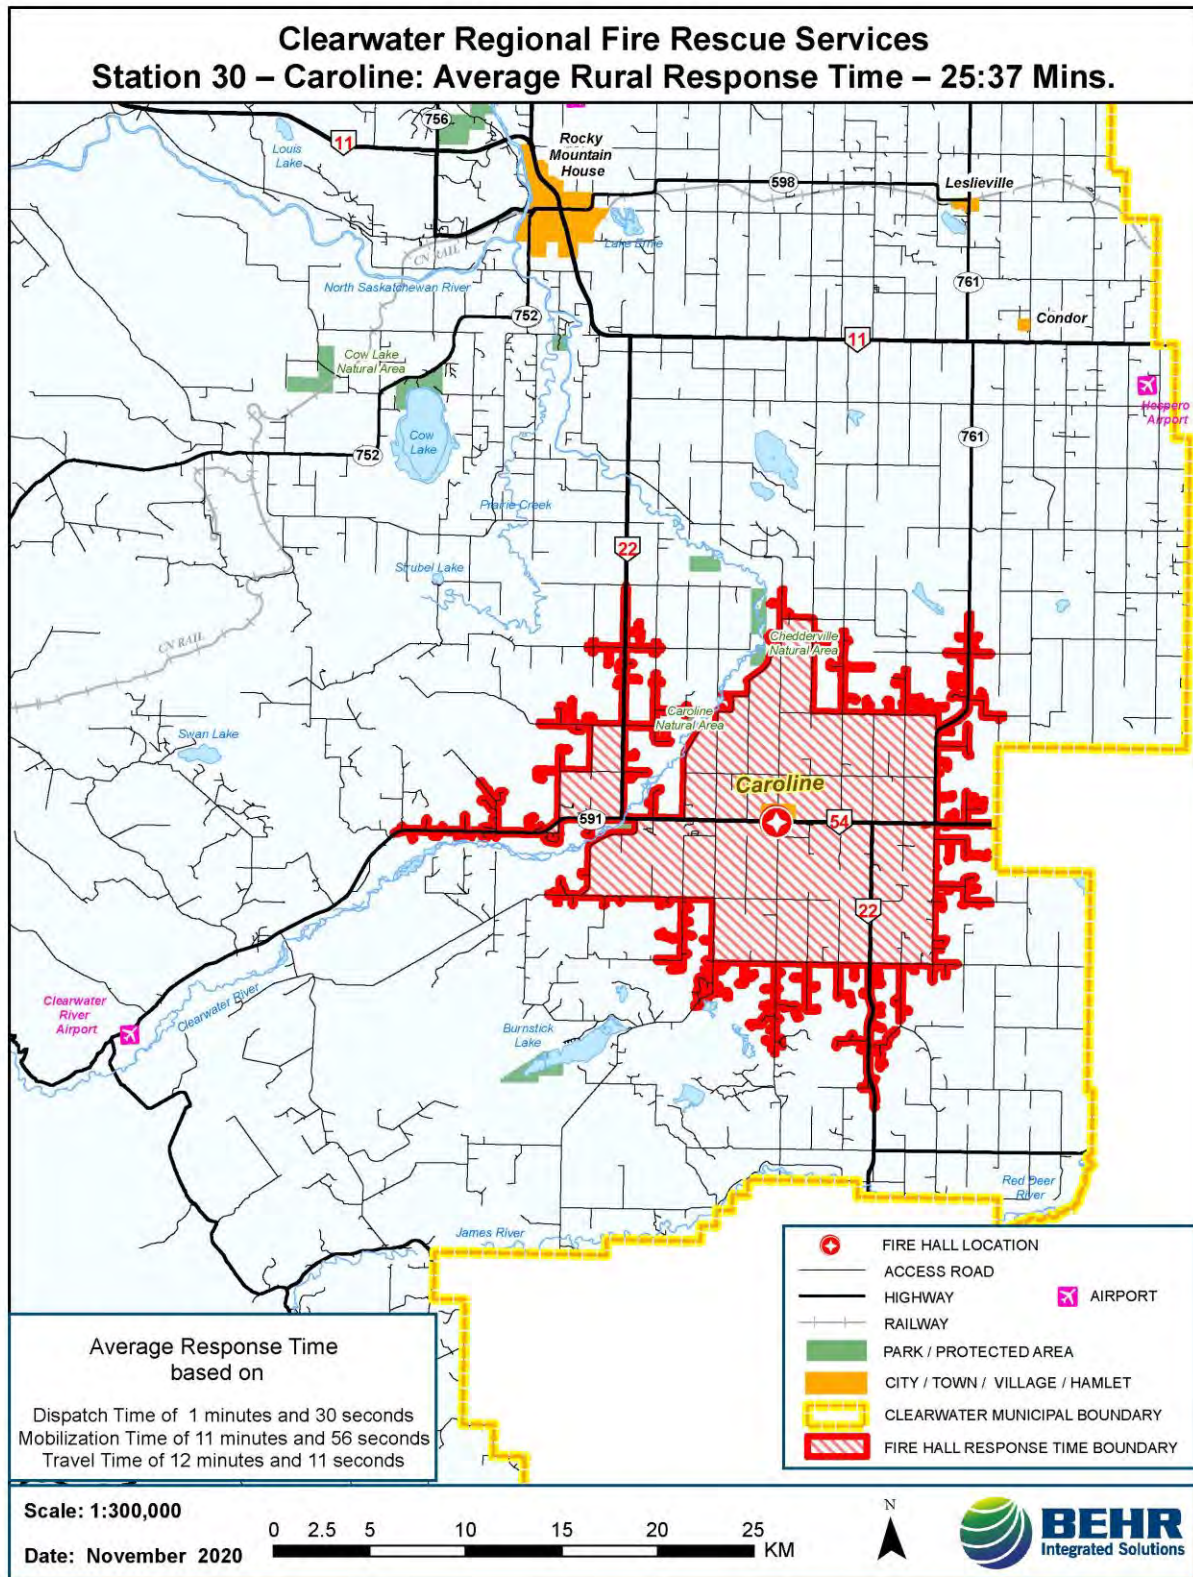 Clearwater Regional Fire Rescue Services
Station 30 – Caroline: Average Rural Response Time – 25:37 Mins.
756
11
Louis
Lake
Rocky
Mountain
House
598
Leslieville
Lake Ernie
CN RAIL
North Saskatchewan River
761
752
Condor
11
Cow Lake
Natural Area
Hespero
Airport
Cow
Lake
761
752
Prairie Creek
22
Strubel Lake
CN RAIL
Chedderville
Natural Area
Caroline
Natural Area
Swan Lake
Caroline
591
54
22
Clearwater
River
Airport
Clearwater River
Burnstick
Lake
Red Deer
River
James River
FIRE HALL LOCATION
ACCESS ROAD
HIGHWAY
AIRPORT
RAILWAY
PARK / PROTECTED AREA
CITY / TOWN / VILLAGE / HAMLET
CLEARWATER MUNICIPAL BOUNDARY
FIRE HALL RESPONSE TIME BOUNDARY
Average Response Time
based on
Dispatch Time of 1 minutes and 30 seconds
Mobilization Time of 11 minutes and 56 seconds
Travel Time of 12 minutes and 11 seconds
Scale: 1:300,000
Date: November 2020
0 2.5 5 10 15 20 25
KM
N
BEHR
Integrated Solutions